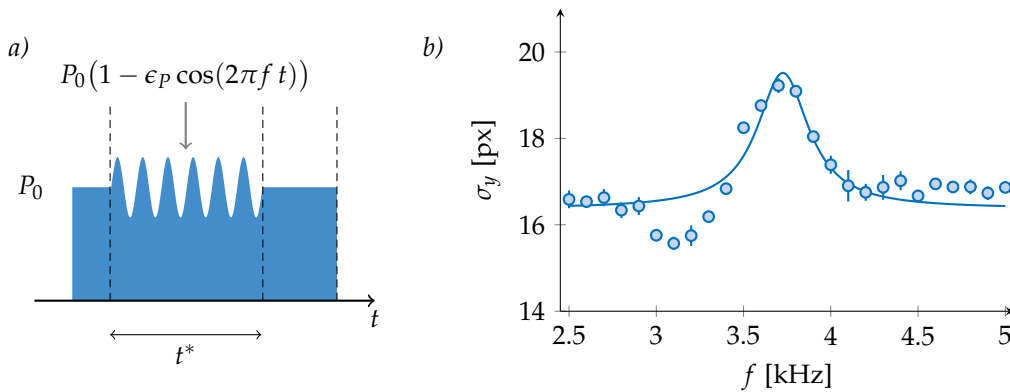 a)
P₀(1 − ϵ_P cos(2πf t))
P₀
t
t*
b)
σ_y [px]
20
18
16
14
2.5 3 3.5 4 4.5 5
f [kHz]